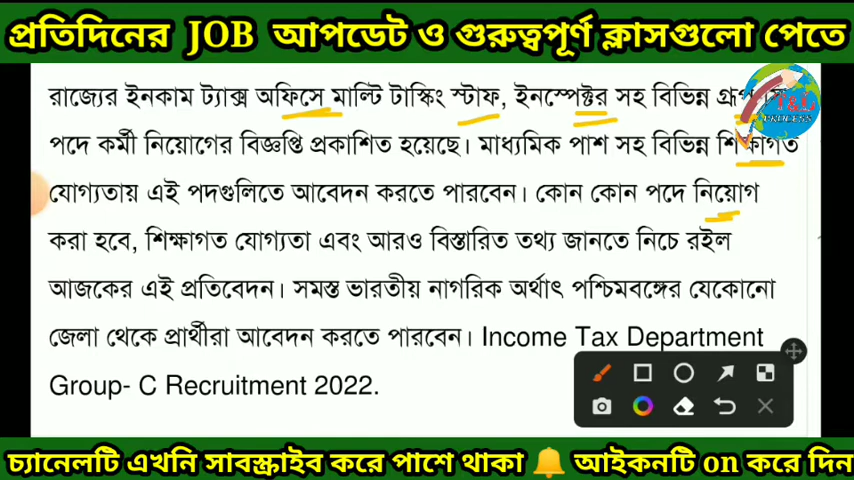 প্রতিদিনের JOB আপডেট ও গুরুত্বপূর্ণ ক্লাসগুলো পেতে
রাজ্যের ইনকাম ট্যাক্স অফিসে মাল্টি টাস্কিং স্টাফ, ইনস্পেক্টর সহ বিভিন্ন গ্রুপ
T&L
PROCESS
পদে কর্মী নিয়োগের বিজ্ঞপ্তি প্রকাশিত হয়েছে। মাধ্যমিক পাশ সহ বিভিন্ন শিক্ষাগত
যোগ্যতায় এই পদগুলিতে আবেদন করতে পারবেন। কোন কোন পদে নিয়োগ
করা হবে, শিক্ষাগত যোগ্যতা এবং আরও বিস্তারিত তথ্য জানতে নিচে রইল
আজকের এই প্রতিবেদন। সমস্ত ভারতীয় নাগরিক অর্থাৎ পশ্চিমবঙ্গের যেকোনো
জেলা থেকে প্রার্থীরা আবেদন করতে পারবেন। Income Tax Department
Group- C Recruitment 2022.
চ্যানেলটি এখনি সাবস্ক্রাইব করে পাশে থাকা 🔔 আইকনটি on করে দিন